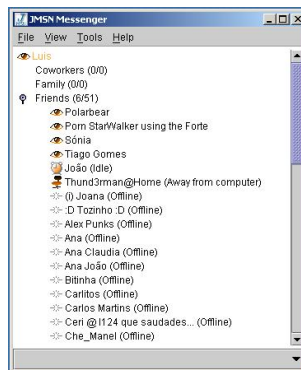 JMSN Messenger
File View Tools Help
Luis
Coworkers (0/0)
Family (0/0)
Friends (6/51)
Polarbear
Porn StarWalker using the Forte
Sónia
Tiago Gomes
João (Idle)
Thund3rman@Home (Away from computer)
(i) Joana (Offline)
:D Tozinho :D (Offline)
Alex Punks (Offline)
Ana (Offline)
Ana Claudia (Offline)
Ana João (Offline)
Bitinha (Offline)
Carlitos (Offline)
Carlos Martins (Offline)
Ceri @ l124 que saudades... (Offline)
Che_Manel (Offline)